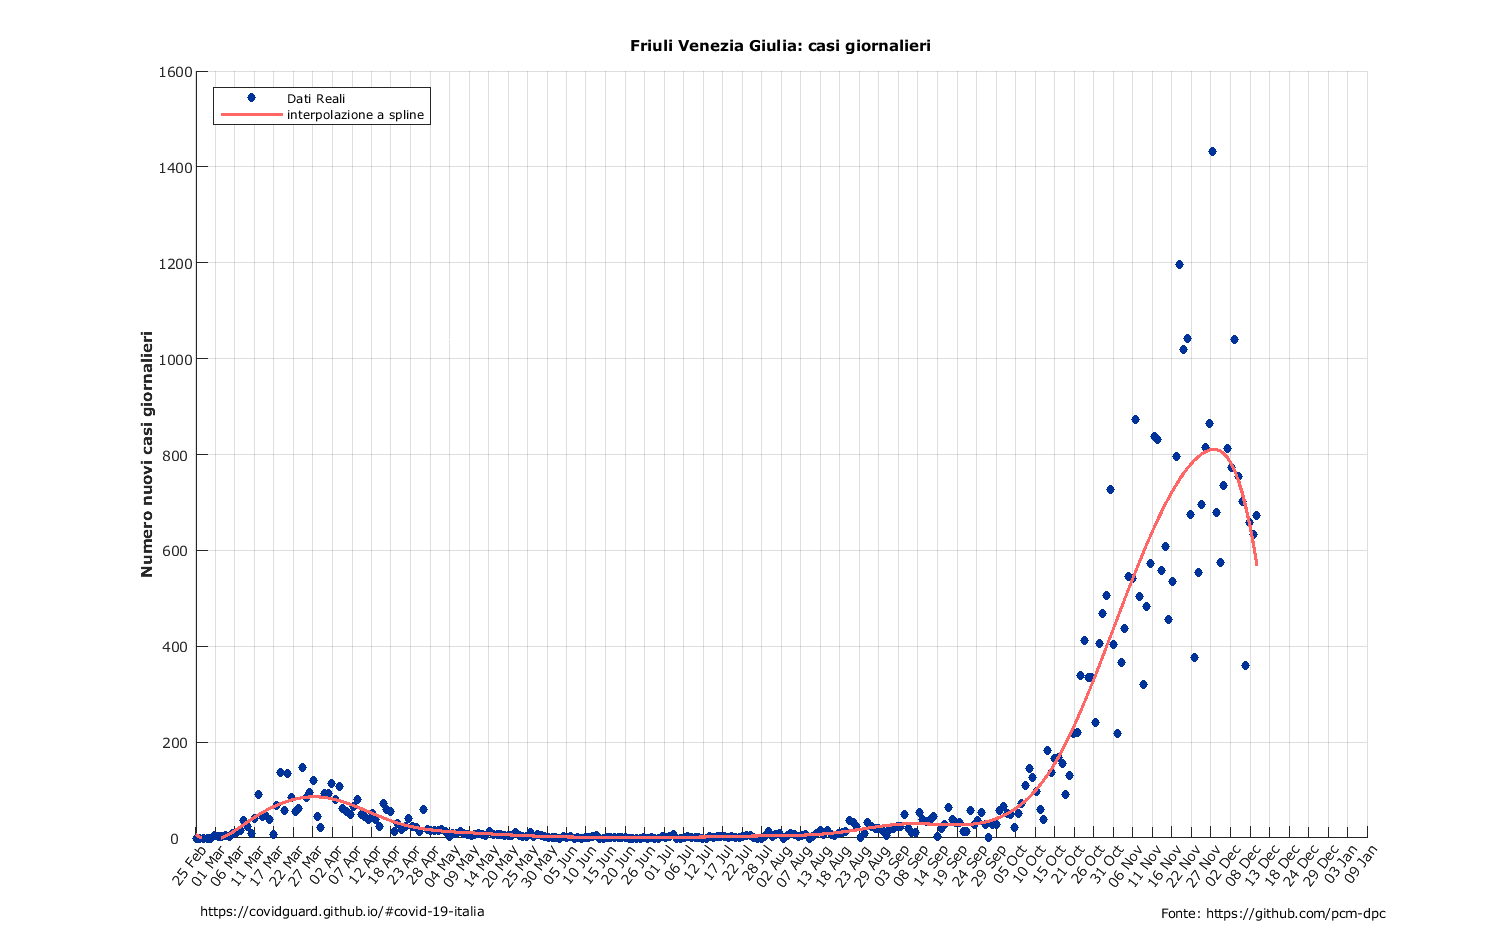 Friuli Venezia Giulia: casi giornalieri
1600
1400
1200
1000
800
600
400
200
0
Dati Reali
interpolazione a spline
Numero nuovi casi giornalieri
25 Feb
01 Mar
06 Mar
11 Mar
17 Mar
22 Mar
27 Mar
02 Apr
07 Apr
12 Apr
18 Apr
23 Apr
28 Apr
04 May
09 May
14 May
20 May
25 May
30 May
05 Jun
10 Jun
15 Jun
20 Jun
26 Jun
01 Jul
06 Jul
12 Jul
17 Jul
22 Jul
28 Jul
02 Aug
07 Aug
13 Aug
18 Aug
23 Aug
29 Aug
03 Sep
08 Sep
14 Sep
19 Sep
24 Sep
29 Sep
05 Oct
10 Oct
15 Oct
21 Oct
26 Oct
31 Oct
06 Nov
11 Nov
16 Nov
22 Nov
27 Nov
02 Dec
08 Dec
13 Dec
18 Dec
24 Dec
29 Dec
03 Jan
09 Jan
https://covidguard.github.io/#covid-19-italia
Fonte: https://github.com/pcm-dpc